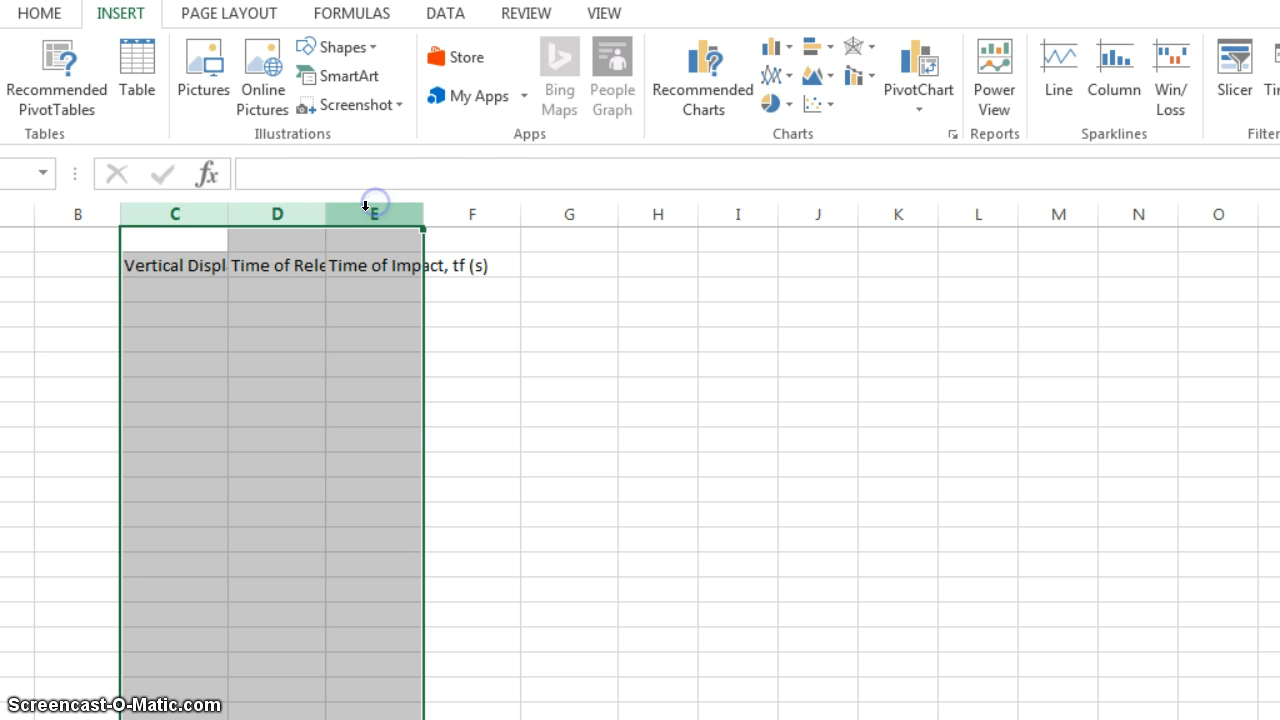 HOME INSERT PAGE LAYOUT FORMULAS DATA REVIEW VIEW
Recommended PivotTables
Table
Tables
Pictures
Online Pictures
Shapes
SmartArt
Screenshot
Illustrations
Store
My Apps
Bing Maps
People Graph
Apps
Recommended Charts
PivotChart
Charts
Power View
Reports
Line
Column
Win/ Loss
Sparklines
Slicer
fx
B C D E F G H I J K L M N O
Vertical Displ Time of Rele Time of Impact, tf (s)
Screencast-O-Matic.com